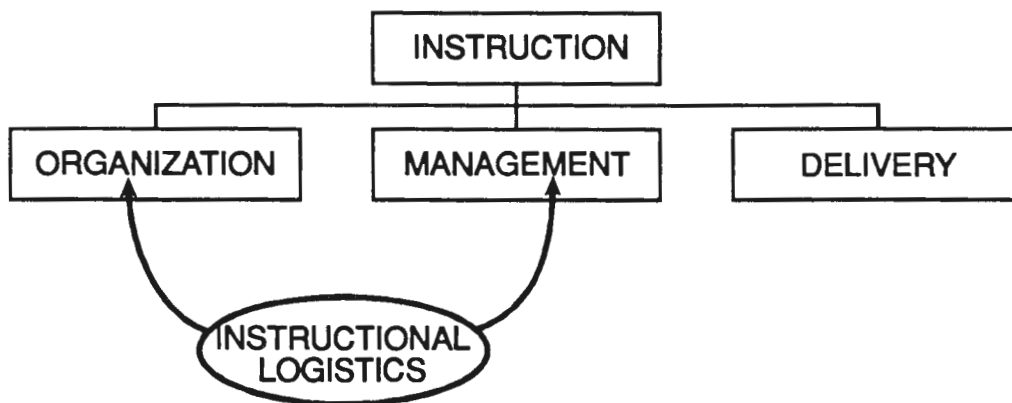 INSTRUCTION
ORGANIZATION
MANAGEMENT
DELIVERY
INSTRUCTIONAL
LOGISTICS